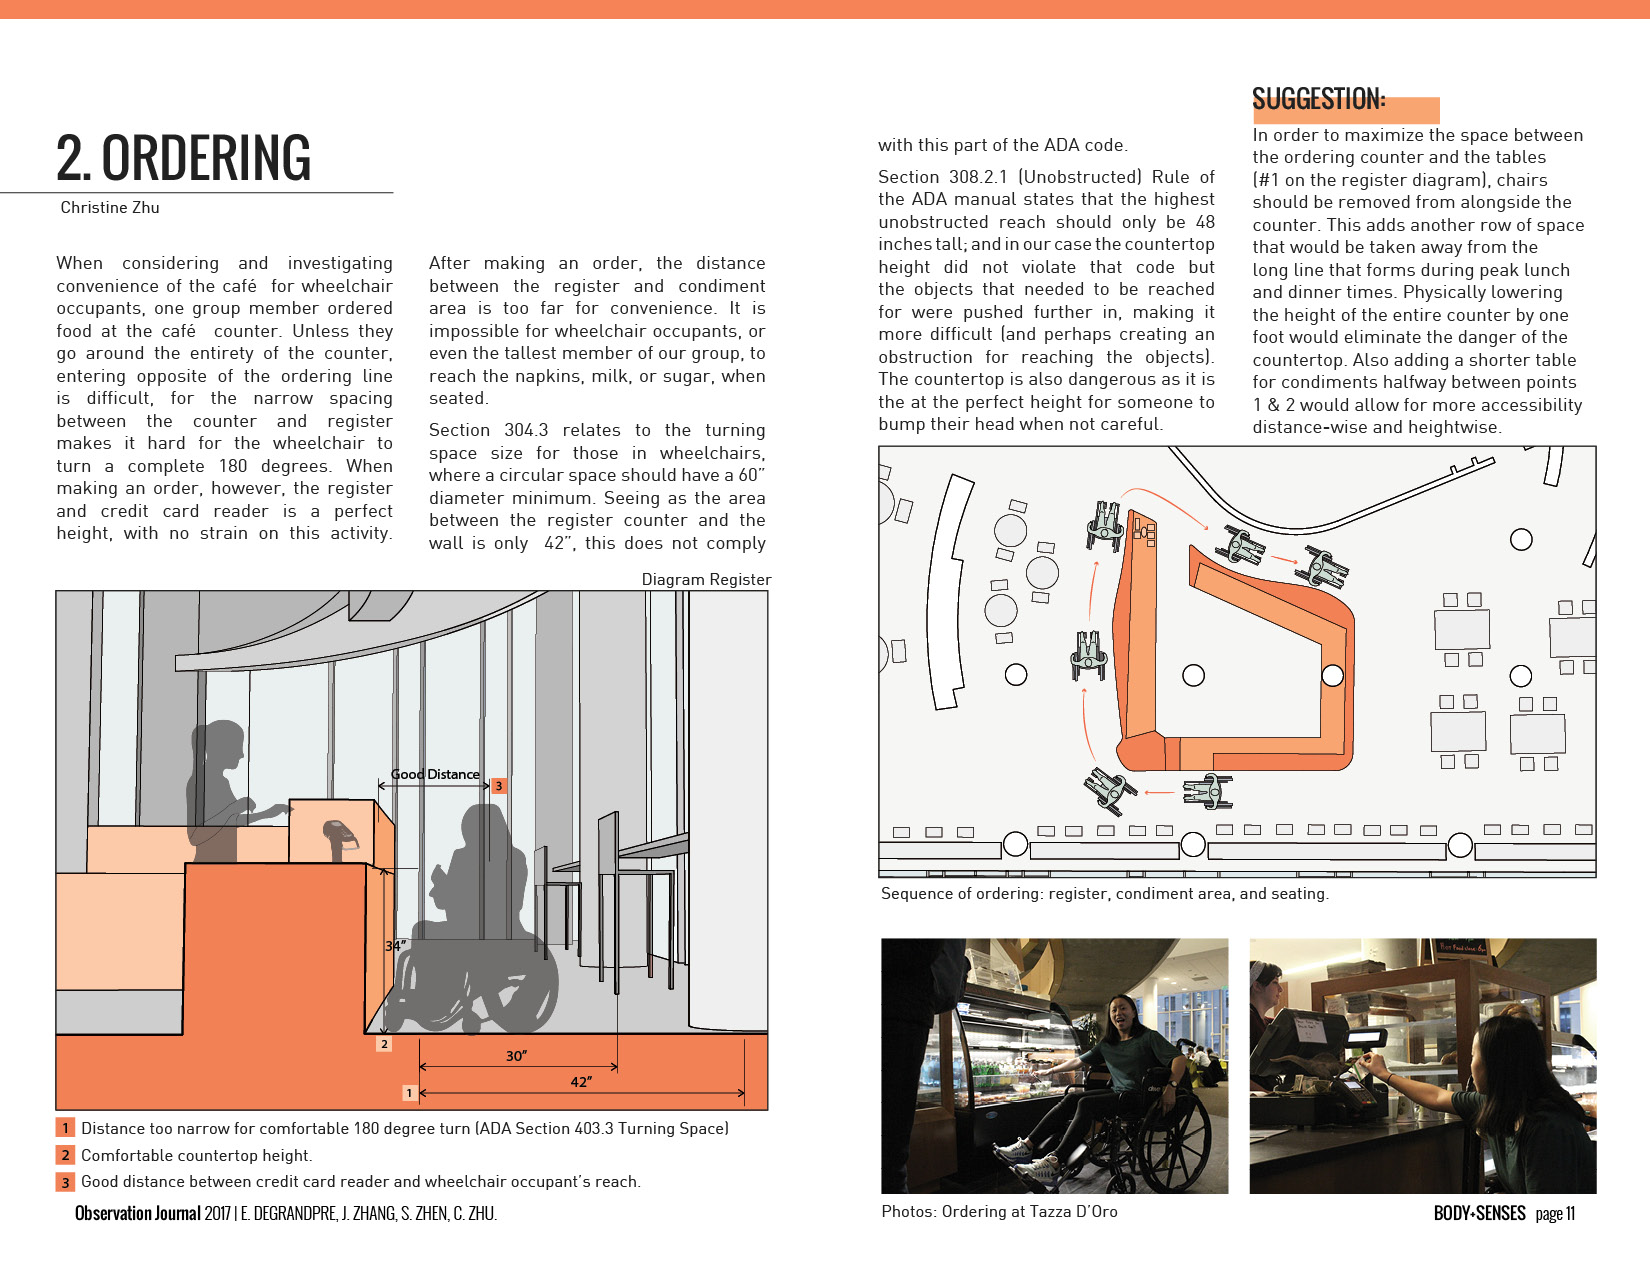 2. ORDERING
Christine Zhu
When considering and investigating
convenience of the café for wheelchair
occupants, one group member ordered
food at the café counter. Unless they
go around the entirety of the counter,
entering opposite of the ordering line
is difficult, for the narrow spacing
between the counter and register
makes it hard for the wheelchair to
turn a complete 180 degrees. When
making an order, however, the register
and credit card reader is a perfect
height, with no strain on this activity.
After making an order, the distance
between the register and condiment
area is too far for convenience. It is
impossible for wheelchair occupants, or
even the tallest member of our group, to
reach the napkins, milk, or sugar, when
seated.
Section 304.3 relates to the turning
space size for those in wheelchairs,
where a circular space should have a 60”
diameter minimum. Seeing as the area
between the register counter and the
wall is only 42”, this does not comply
Diagram Register
Good Distance
3
34”
2
30”
42”
1
1 Distance too narrow for comfortable 180 degree turn (ADA Section 403.3 Turning Space)
2 Comfortable countertop height.
3 Good distance between credit card reader and wheelchair occupant’s reach.
Observation Journal 2017 | E. DEGRANDPRE, J. ZHANG, S. ZHEN, C. ZHU.
with this part of the ADA code.
Section 308.2.1 (Unobstructed) Rule of
the ADA manual states that the highest
unobstructed reach should only be 48
inches tall; and in our case the countertop
height did not violate that code but
the objects that needed to be reached
for were pushed further in, making it
more difficult (and perhaps creating an
obstruction for reaching the objects).
The countertop is also dangerous as it is
the at the perfect height for someone to
bump their head when not careful.
SUGGESTION:
In order to maximize the space between
the ordering counter and the tables
(#1 on the register diagram), chairs
should be removed from alongside the
counter. This adds another row of space
that would be taken away from the
long line that forms during peak lunch
and dinner times. Physically lowering
the height of the entire counter by one
foot would eliminate the danger of the
countertop. Also adding a shorter table
for condiments halfway between points
1 & 2 would allow for more accessibility
distance-wise and heightwise.
Sequence of ordering: register, condiment area, and seating.
Photos: Ordering at Tazza D’Oro
BODY+SENSES page 11